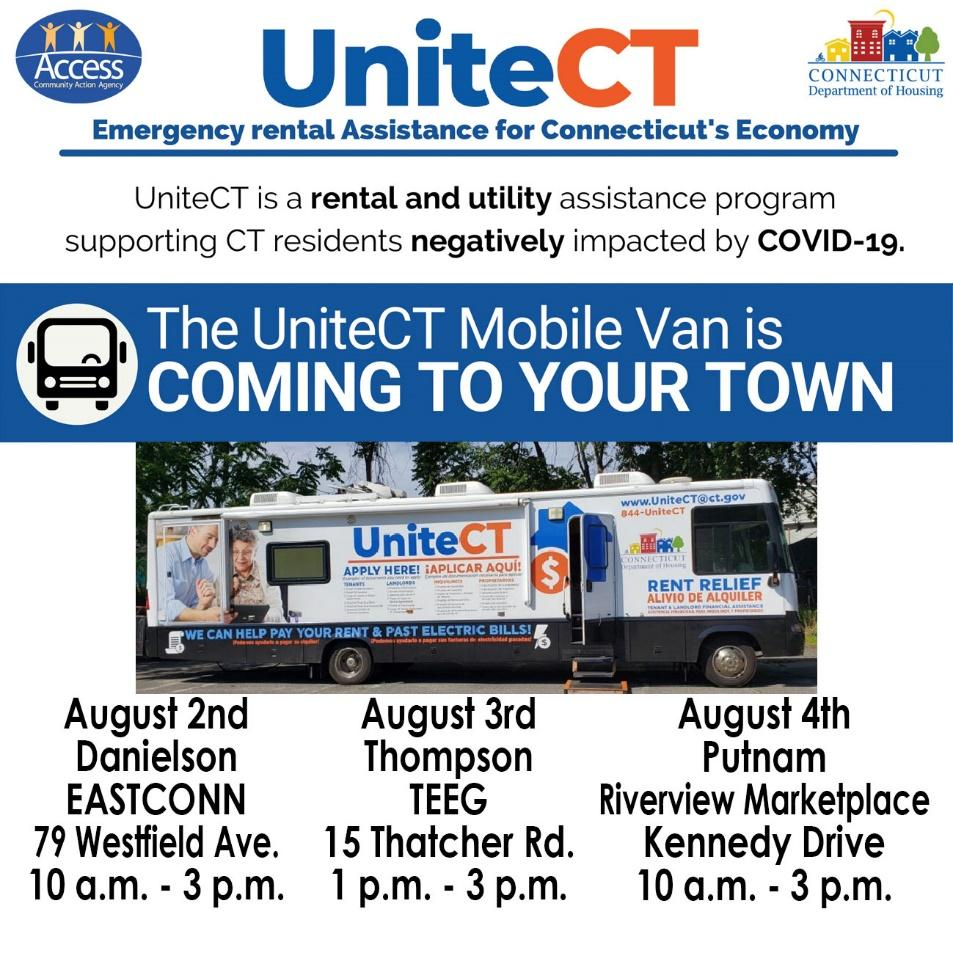 Access
Community Action Agency
UniteCT
CONNECTICUT
Department of Housing
Emergency rental Assistance for Connecticut's Economy
UniteCT is a rental and utility assistance program
supporting CT residents negatively impacted by COVID-19.
The UniteCT Mobile Van is
COMING TO YOUR TOWN
www.UniteCT@ct.gov
844-UniteCT
UniteCT
CONNECTICUT
Department of Housing
APPLY HERE! ¡APLICAR AQUÍ!
TENANTS LANDLORDS INQUILINOS PROPIETARIOS
$
RENT RELIEF
ALIVIO DE ALQUILER
TENANT & LANDLORD FINANCIAL ASSISTANCE
WE CAN HELP PAY YOUR RENT & PAST ELECTRIC BILLS!
August 2nd
Danielson
EASTCONN
79 Westfield Ave.
10 a.m. - 3 p.m.
August 3rd
Thompson
TEEG
15 Thatcher Rd.
1 p.m. - 3 p.m.
August 4th
Putnam
Riverview Marketplace
Kennedy Drive
10 a.m. - 3 p.m.